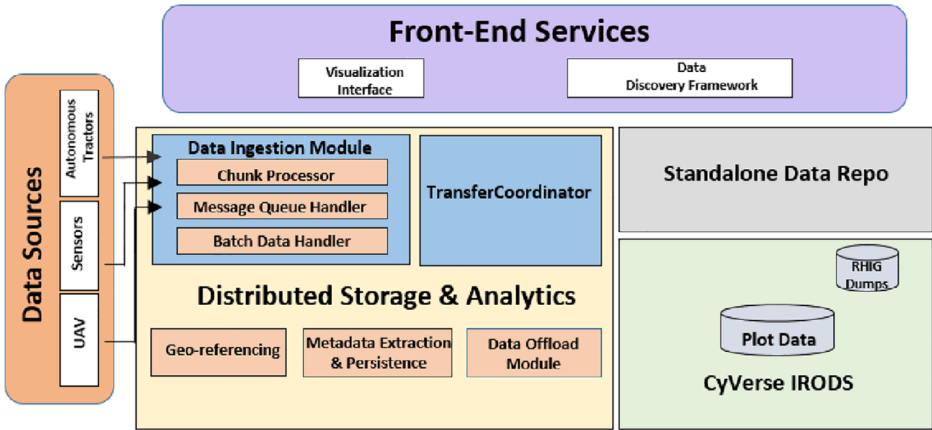 Front-End Services
Visualization
Interface
Data
Discovery Framework
Data Sources
Autonomous
Tractors
Sensors
UAV
Data Ingestion Module
Chunk Processor
Message Queue Handler
Batch Data Handler
TransferCoordinator
Distributed Storage & Analytics
Geo-referencing
Metadata Extraction
& Persistence
Data Offload
Module
Standalone Data Repo
RHIG
Dumps
Plot Data
CyVerse IRODS